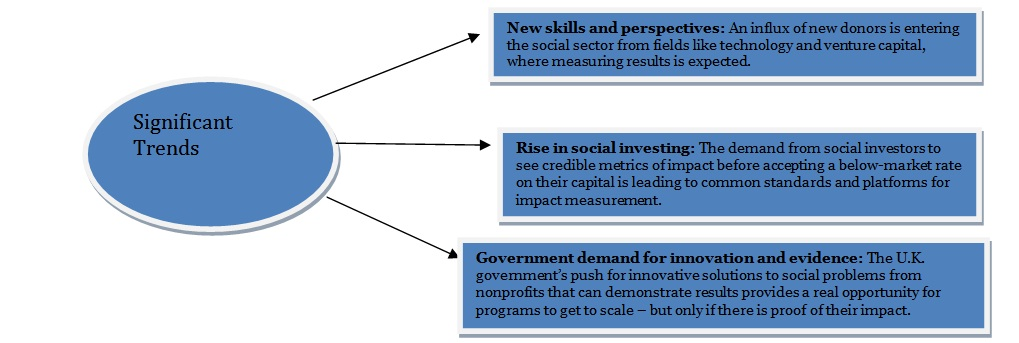 Significant
Trends
New skills and perspectives: An influx of new donors is entering
the social sector from fields like technology and venture capital,
where measuring results is expected.
Rise in social investing: The demand from social investors to
see credible metrics of impact before accepting a below-market rate
on their capital is leading to common standards and platforms for
impact measurement.
Government demand for innovation and evidence: The U.K.
government’s push for innovative solutions to social problems from
nonprofits that can demonstrate results provides a real opportunity for
programs to get to scale – but only if there is proof of their impact.